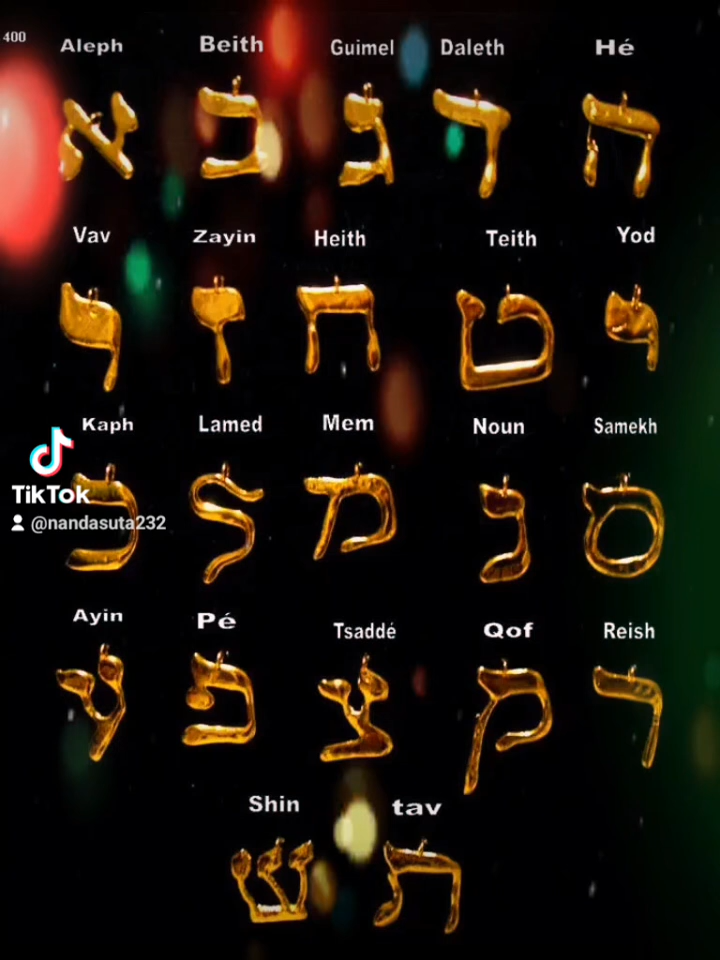 400
Aleph Beith Guimel Daleth Hé
א ב ג ד ה
Vav Zayin Heith Teith Yod
ו ז ח ט י
Kaph Lamed Mem Noun Samekh
כ ל מ נ ס
TikTok
@nandasuta232
Ayin Pé Tsaddé Qof Reish
ע פ צ ק ר
Shin tav
ש ת